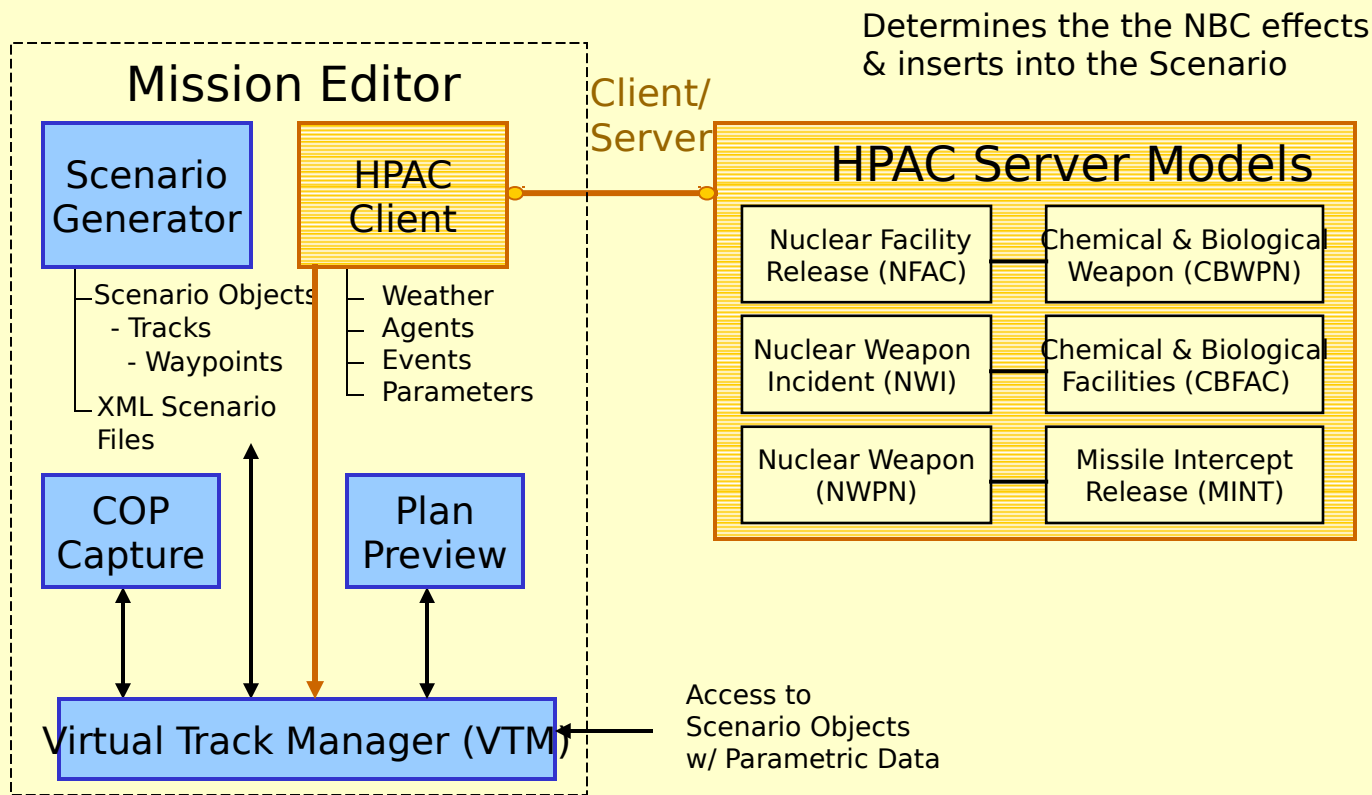 Determines the the NBC effects
& inserts into the Scenario
Mission Editor
Client/
Server
Scenario
Generator
HPAC
Client
HPAC Server Models
Nuclear Facility
Release (NFAC)
Chemical & Biological
Weapon (CBWPN)
Nuclear Weapon
Incident (NWI)
Chemical & Biological
Facilities (CBFAC)
Nuclear Weapon
(NWPN)
Missile Intercept
Release (MINT)
Scenario Objects
- Tracks
- Waypoints
XML Scenario
Files
Weather
Agents
Events
Parameters
COP
Capture
Plan
Preview
Virtual Track Manager (VTM)
Access to
Scenario Objects
w/ Parametric Data